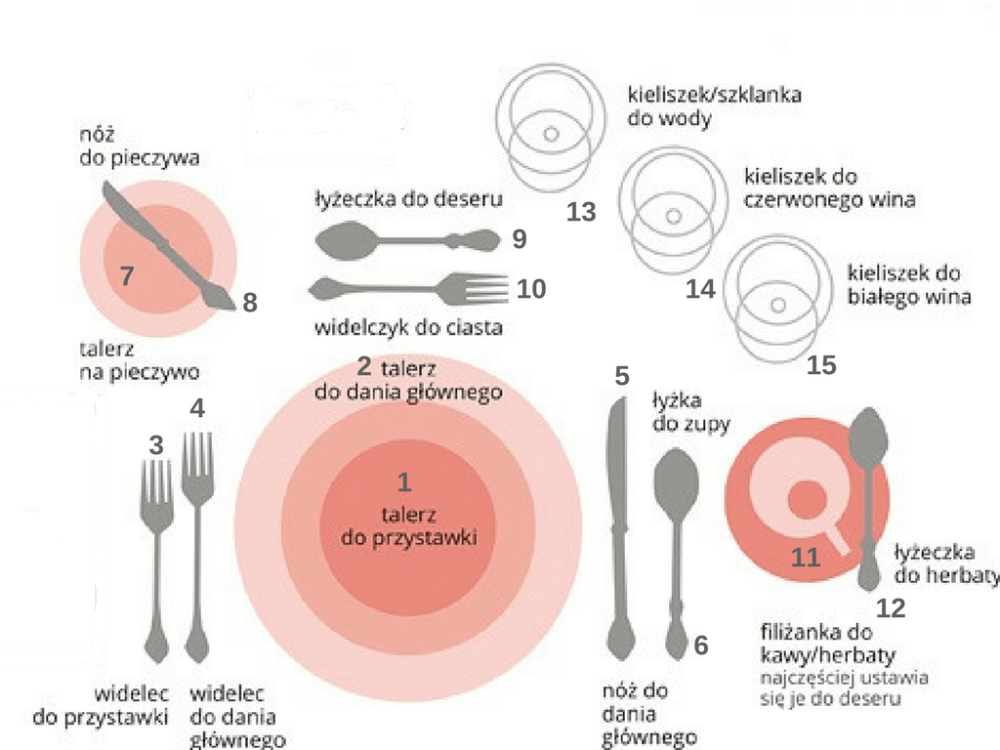 kieliszek/szklanka
do wody
13
nóż
do pieczywa
7
8
talerz
na pieczywo
łyżeczka do deseru
9
10
widelczyk do ciasta
kieliszek do
czerwonego wina
14
kieliszek do
białego wina
15
2 talerz
do dania głównego
1
talerz
do przystawki
3
4
widelec
do przystawki
widelec
do dania
głównego
5
łyżka
do zupy
6
nóż do
dania
głównego
11
łyżeczka
do herbaty
12
filiżanka do
kawy/herbaty
najczęściej ustawia
się je do deseru